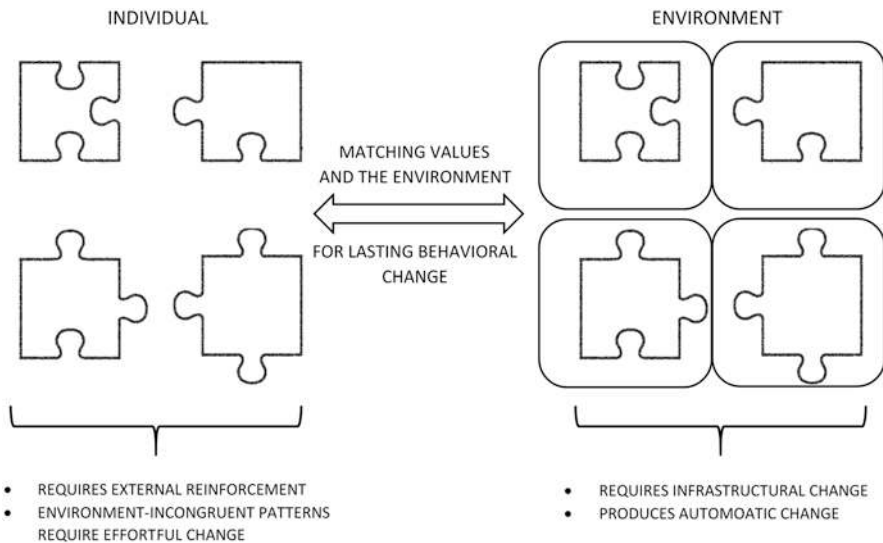 INDIVIDUAL
ENVIRONMENT
MATCHING VALUES
AND THE ENVIRONMENT
FOR LASTING BEHAVIORAL
CHANGE
• REQUIRES EXTERNAL REINFORCEMENT
• ENVIRONMENT-INCONGRUENT PATTERNS
REQUIRE EFFORTFUL CHANGE
• REQUIRES INFRASTRUCTURAL CHANGE
• PRODUCES AUTOMOATIC CHANGE